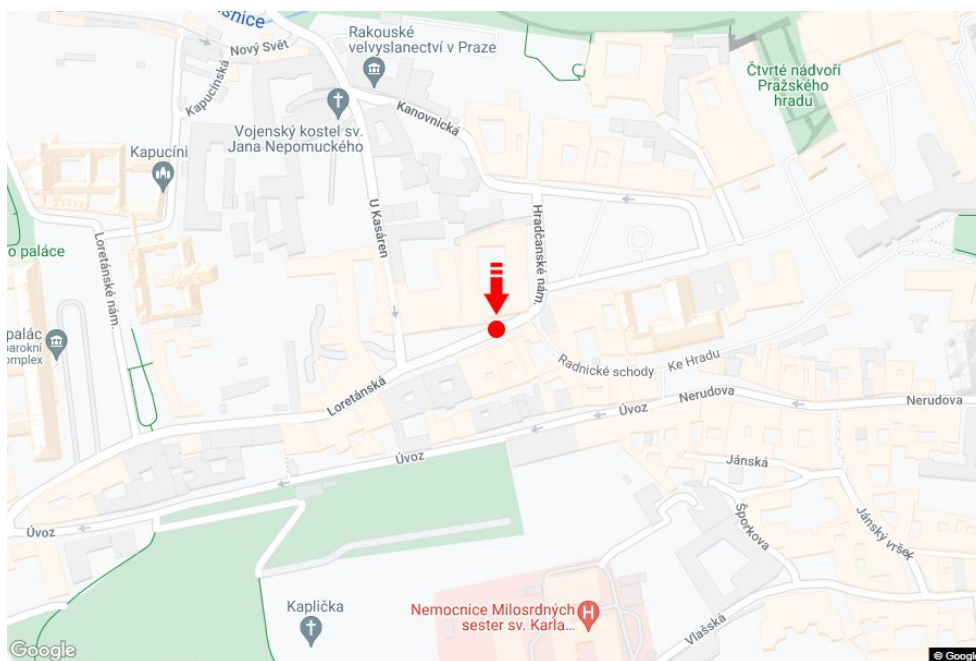 snice
Rakouské
velvyslanectví v Praze
Nový Svět
Čtvrté nádvoří
Pražského
hradu
Kapucínská
Kanovnická
Vojenský kostel sv.
Jana Nepomuckého
Kapucíni
U Kasáren
Hradčanské nám.
o paláce
Loretánské nám.
palác
barokní
omplex
Radnické schody
Ke Hradu
Loretánská
Nerudova
Úvoz
Nerudova
Úvoz
Jánská
Úvoz
Šporkova
Jánský vršek
Kaplička
Nemocnice Milosrdných
sester sv. Karla...
H
Vlašská
Google
© Google